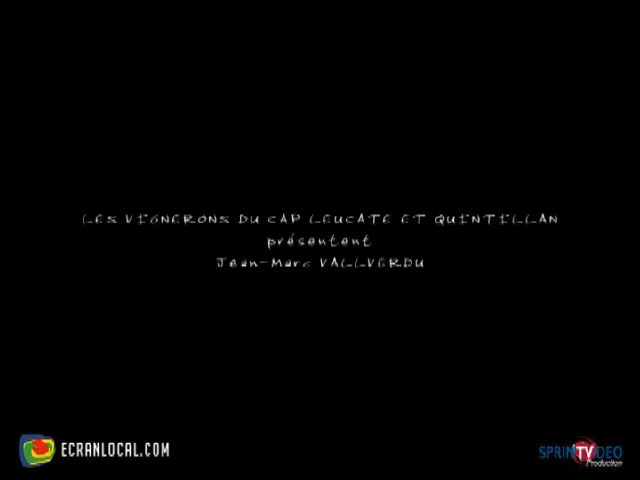 LES VIGNERONS DU CAP LEUCATE ET QUINTILLAN
présentent
Jean-Marc VALLVERDU
ECRANLOCAL.COM
SPRINTVIDEO
Production